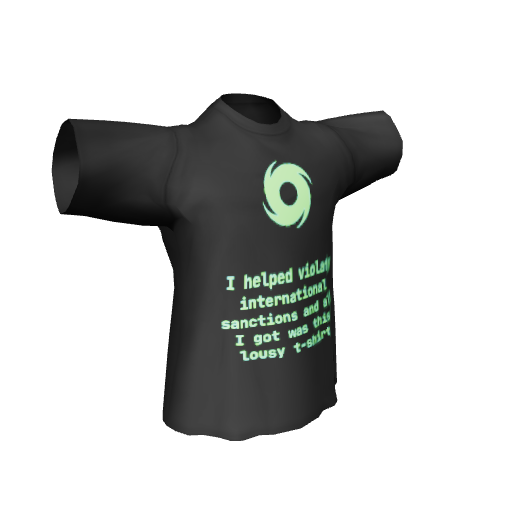 I helped violate
international
sanctions and all
I got was this
lousy t-shirt